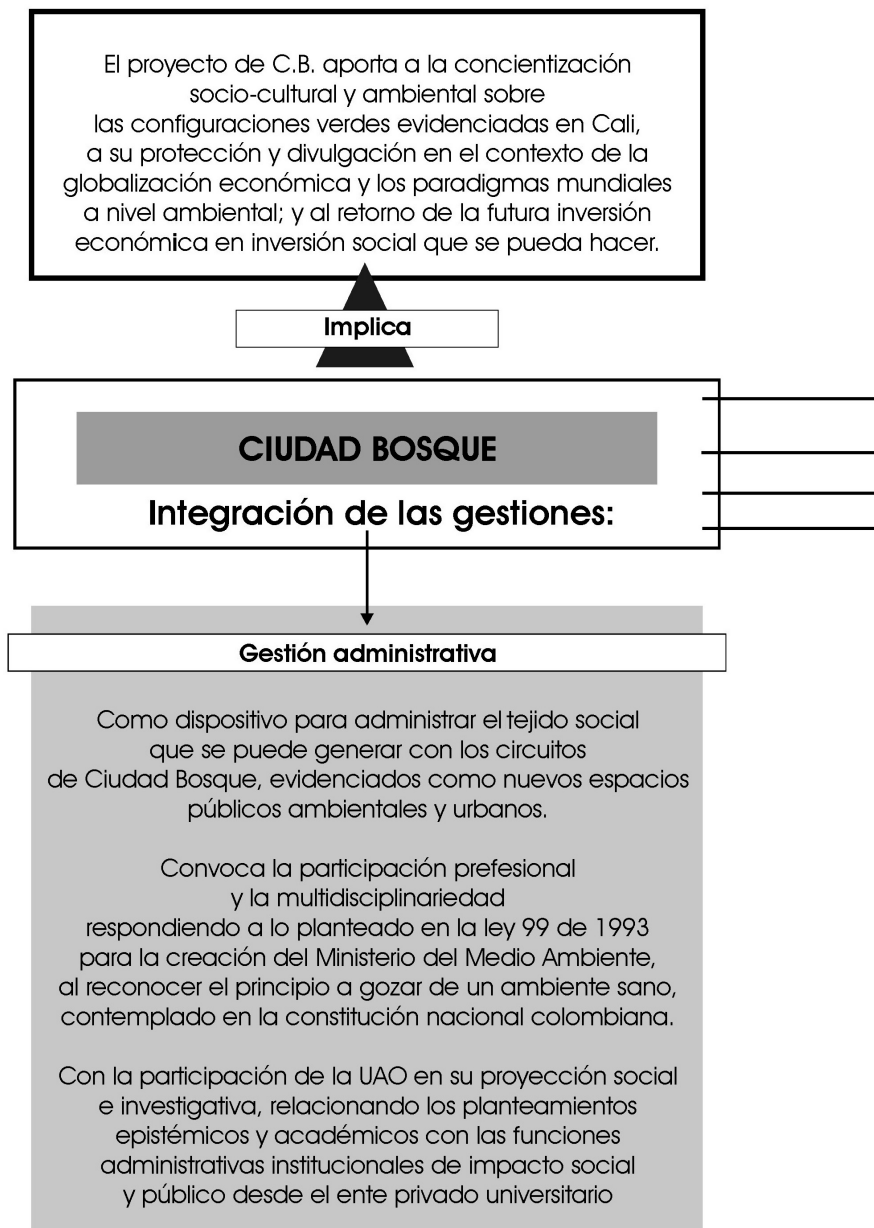 El proyecto de C.B. aporta a la concientización
socio-cultural y ambiental sobre
las configuraciones verdes evidenciadas en Cali,
a su protección y divulgación en el contexto de la
globalización económica y los paradigmas mundiales
a nivel ambiental; y al retorno de la futura inversión
económica en inversión social que se pueda hacer.
Implica
CIUDAD BOSQUE
Integración de las gestiones:
Gestión administrativa
Como dispositivo para administrar el tejido social
que se puede generar con los circuitos
de Ciudad Bosque, evidenciados como nuevos espacios
públicos ambientales y urbanos.
Convoca la participación prefesional
y la multidisciplinariedad
respondiendo a lo planteado en la ley 99 de 1993
para la creación del Ministerio del Medio Ambiente,
al reconocer el principio a gozar de un ambiente sano,
contemplado en la constitución nacional colombiana.
Con la participación de la UAO en su proyección social
e investigativa, relacionando los planteamientos
epistémicos y académicos con las funciones
administrativas institucionales de impacto social
y público desde el ente privado universitario